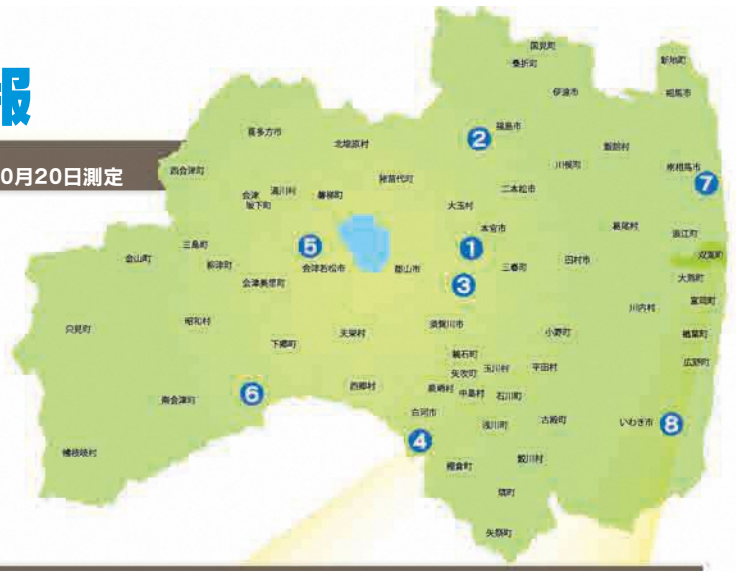 報
0月20日測定
国見町
桑折町
新地町
伊達市
相馬市
喜多方市
北塩原村
② 福島市
飯舘村
西会津町
猪苗代町
川俣町
南相馬市
⑦
会津坂下町
湯川村
磐梯町
二本松市
大玉村
本宮市
葛尾村
浪江町
三島町
⑤
①
双葉町
金山町
柳津町
会津若松市
郡山市
三春町
田村市
大熊町
会津美里町
③
川内村
富岡町
只見町
昭和村
天栄村
須賀川市
小野町
楢葉町
下郷町
鏡石町
広野町
矢吹町
玉川村
平田村
南会津町
⑥
西郷村
泉崎村
中島村
石川町
白河市
浅川町
古殿町
いわき市 ⑧
④
檜枝岐村
棚倉町
鮫川村
塙町
矢祭町